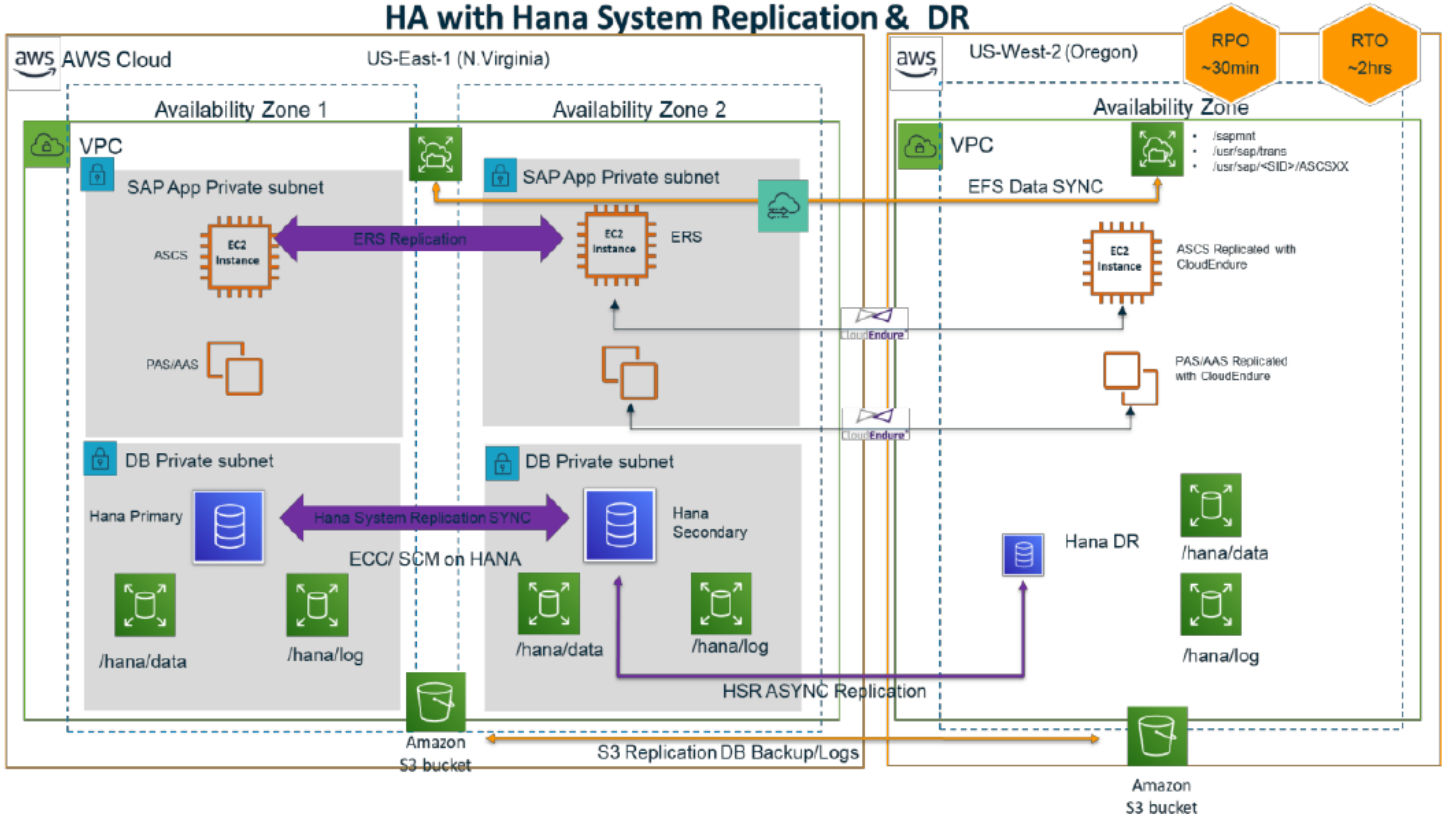 HA with Hana System Replication & DR
aws
AWS Cloud
US-East-1 (N.Virginia)
aws
US-West-2 (Oregon)
RPO
~30min
RTO
~2hrs
Availability Zone 1
Availability Zone 2
Availability Zone
VPC
VPC
/sapmnt
/usr/sap/trans
/usr/sap/<SID>/ASCSXX
SAP App Private subnet
SAP App Private subnet
EFS Data SYNC
ASCS
EC2
Instance
ERS Replication
EC2
Instance
ERS
EC2
Instance
ASCS Replicated with
CloudEndure
CloudEndure
PAS/AAS
PAS/AAS Replicated
with CloudEndure
CloudEndure
DB Private subnet
DB Private subnet
Hana Primary
Hana System Replication SYNC
Hana
Secondary
Hana DR
ECC/ SCM on HANA
/hana/data
/hana/data
/hana/log
/hana/data
/hana/log
/hana/log
HSR ASYNC Replication
Amazon
S3 bucket
S3 Replication DB Backup/Logs
Amazon
S3 bucket